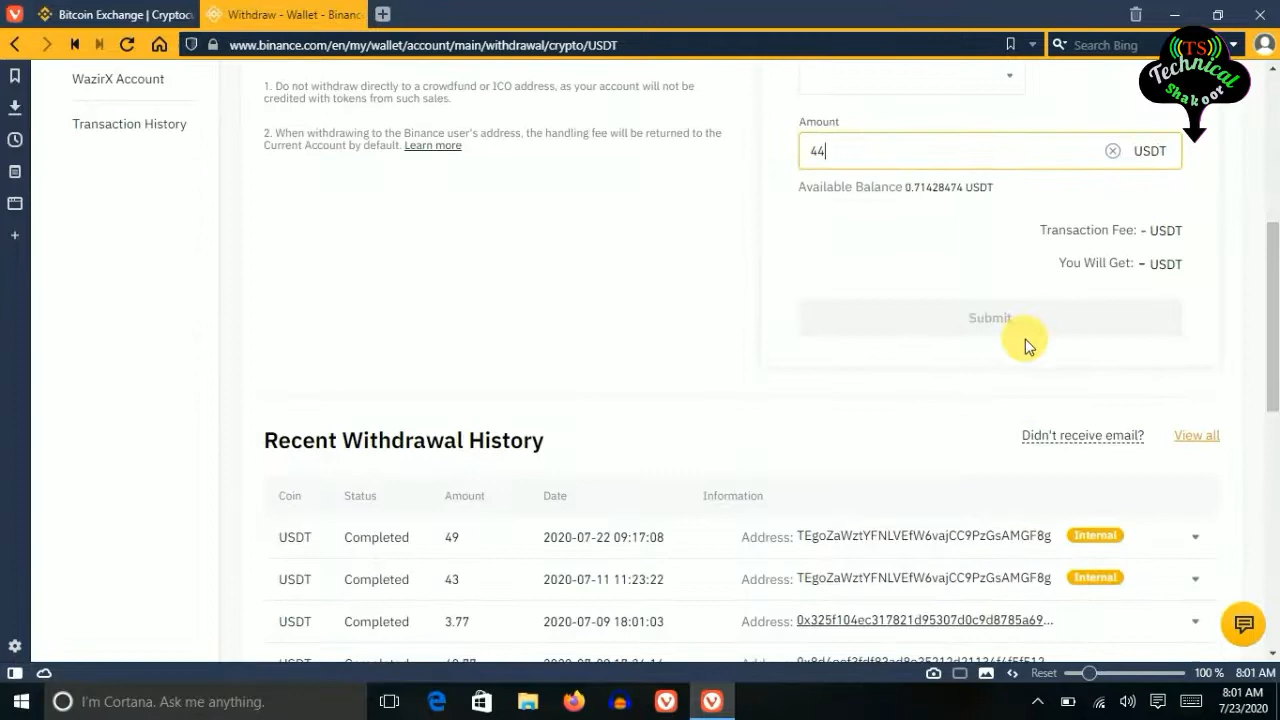 Bitcoin Exchange | Cryptoc
Withdraw - Wallet - Binanc
www.binance.com/en/my/wallet/account/main/withdrawal/crypto/USDT
Search Bing
(TS)
Technical
Shakoor
WazirX Account
Transaction History
1. Do not withdraw directly to a crowdfund or ICO address, as your account will not be
credited with tokens from such sales.
2. When withdrawing to the Binance user's address, the handling fee will be returned to the
Current Account by default. Learn more
Amount
44
USDT
Available Balance 0.71428474 USDT
Transaction Fee: - USDT
You Will Get: - USDT
Submit
Recent Withdrawal History
Didn't receive email?
View all
Coin Status Amount Date Information
USDT Completed 49 2020-07-22 09:17:08 Address: TEgoZaWztYFNLVEfW6vajCC9PzGsAMGF8g Internal
USDT Completed 43 2020-07-11 11:23:22 Address: TEgoZaWztYFNLVEfW6vajCC9PzGsAMGF8g Internal
USDT Completed 3.77 2020-07-09 18:01:03 Address: 0x325f104ec317821d95307d0c9d8785a69...
Reset
100 %
8:01 AM
I'm Cortana. Ask me anything.
8:01 AM
7/23/2020